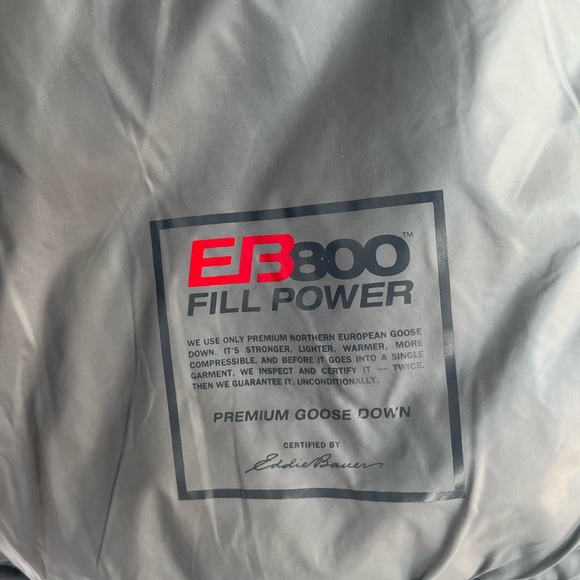 EB800™
FILL POWER
WE USE ONLY PREMIUM NORTHERN EUROPEAN GOOSE
DOWN. IT'S STRONGER, LIGHTER, WARMER, MORE
COMPRESSIBLE. AND BEFORE IT GOES INTO A SINGLE
GARMENT, WE INSPECT AND CERTIFY IT — TWICE.
THEN WE GUARANTEE IT, UNCONDITIONALLY.
PREMIUM GOOSE DOWN
CERTIFIED BY
Eddie Bauer